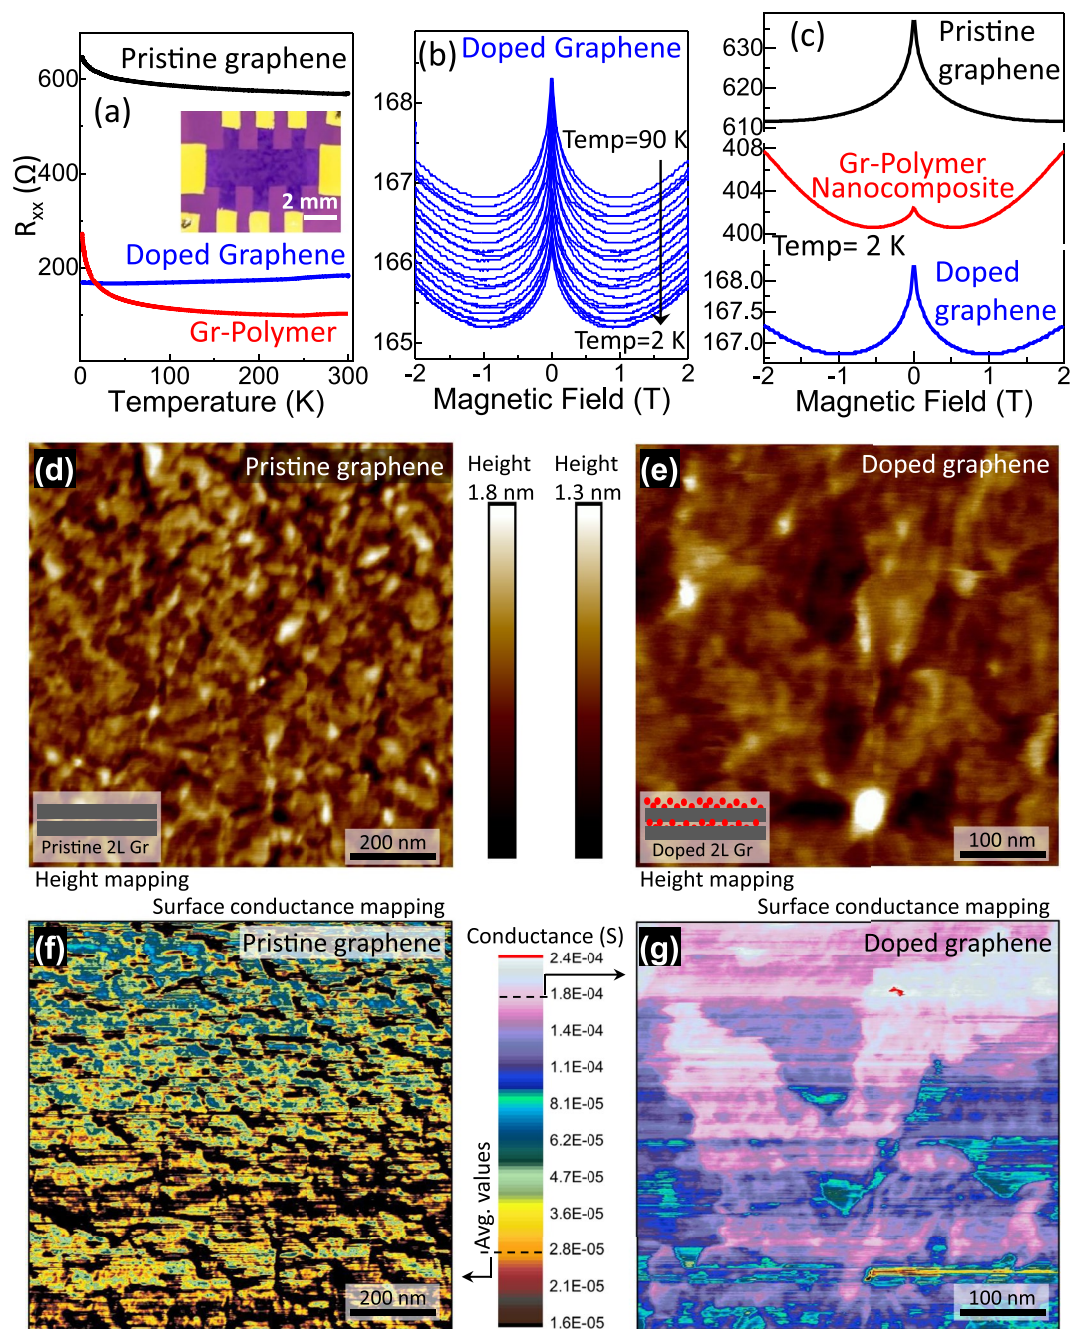 (a)
Pristine graphene
Doped Graphene
Gr-Polymer
2 mm
Rxx (Ω)
600
400
200
0
100
200
300
Temperature (K)
(b)
Doped Graphene
Temp=90 K
Temp=2 K
168
167
166
165
-2
-1
0
1
2
Magnetic Field (T)
(c)
Pristine
graphene
630
620
610
408
404
400
Gr-Polymer
Nanocomposite
Temp= 2 K
168.0
167.5
167.0
Doped
graphene
-2
-1
0
1
2
Magnetic Field (T)
(d)
Pristine graphene
Pristine 2L Gr
200 nm
Height mapping
Height
1.8 nm
Height
1.3 nm
(e)
Doped graphene
Doped 2L Gr
100 nm
Height mapping
Surface conductance mapping
(f)
Pristine graphene
200 nm
Conductance (S)
2.4E-04
1.8E-04
1.4E-04
1.1E-04
8.1E-05
6.2E-05
4.7E-05
3.6E-05
2.8E-05
2.1E-05
1.6E-05
Avg. values
Surface conductance mapping
(g)
Doped graphene
100 nm